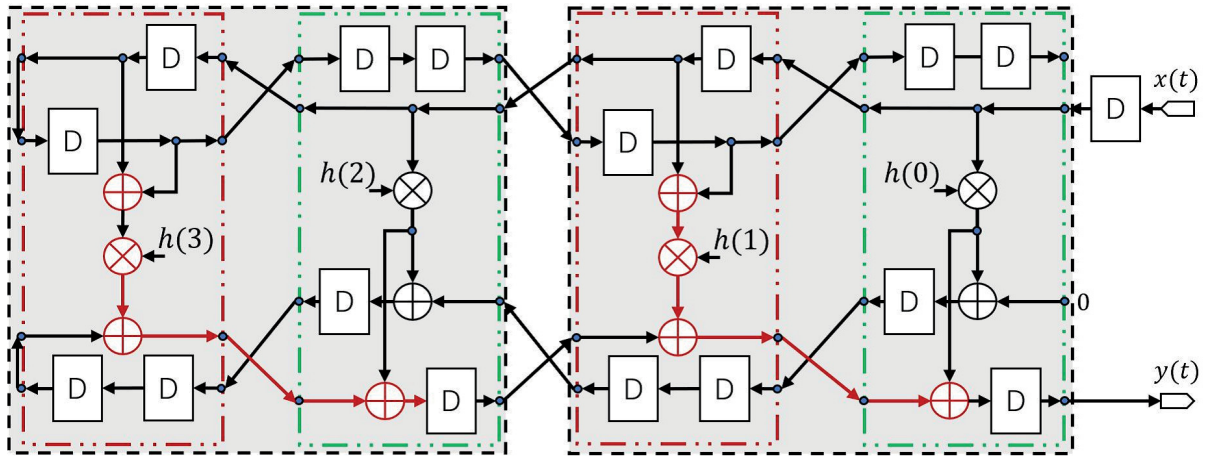 D D D D D D
D x(t)
D D
h(2) h(0)
h(3) h(1)
D D
0
D D D D D D
y(t)